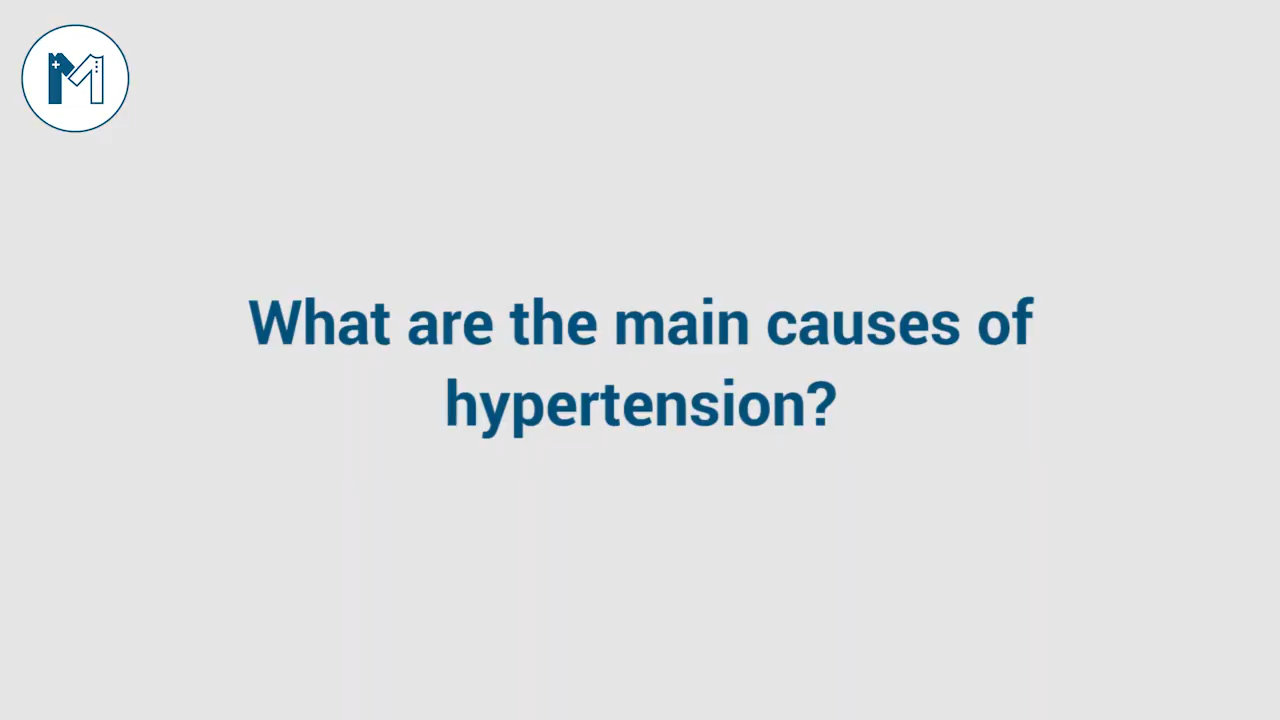 What are the main causes of
hypertension?